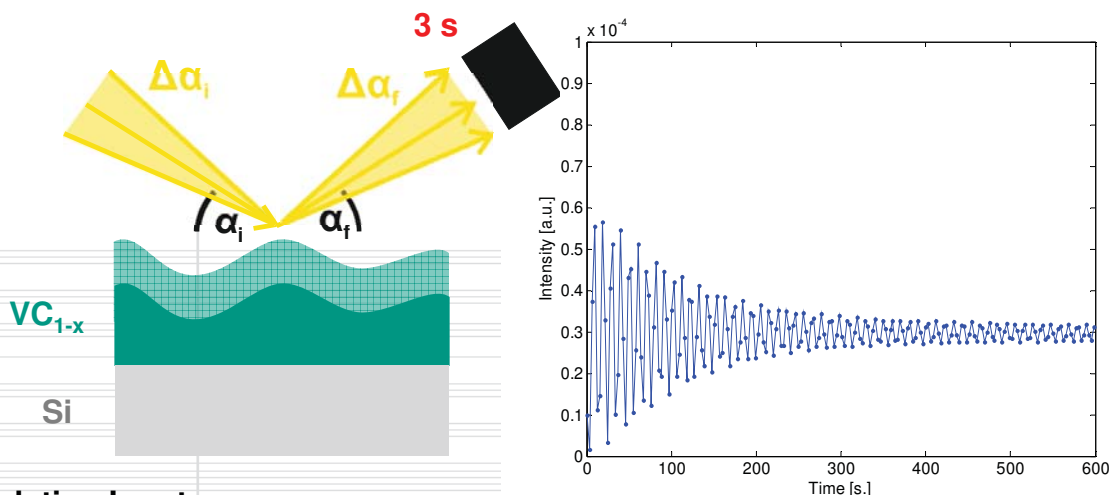 3 s
Δαi
Δαf
αi
αf
VC1-x
Si
x 10-4
1
0.9
0.8
0.7
0.6
0.5
0.4
0.3
0.2
0.1
0
Intensity [a.u.]
0 100 200 300 400 500 600
Time [s.]